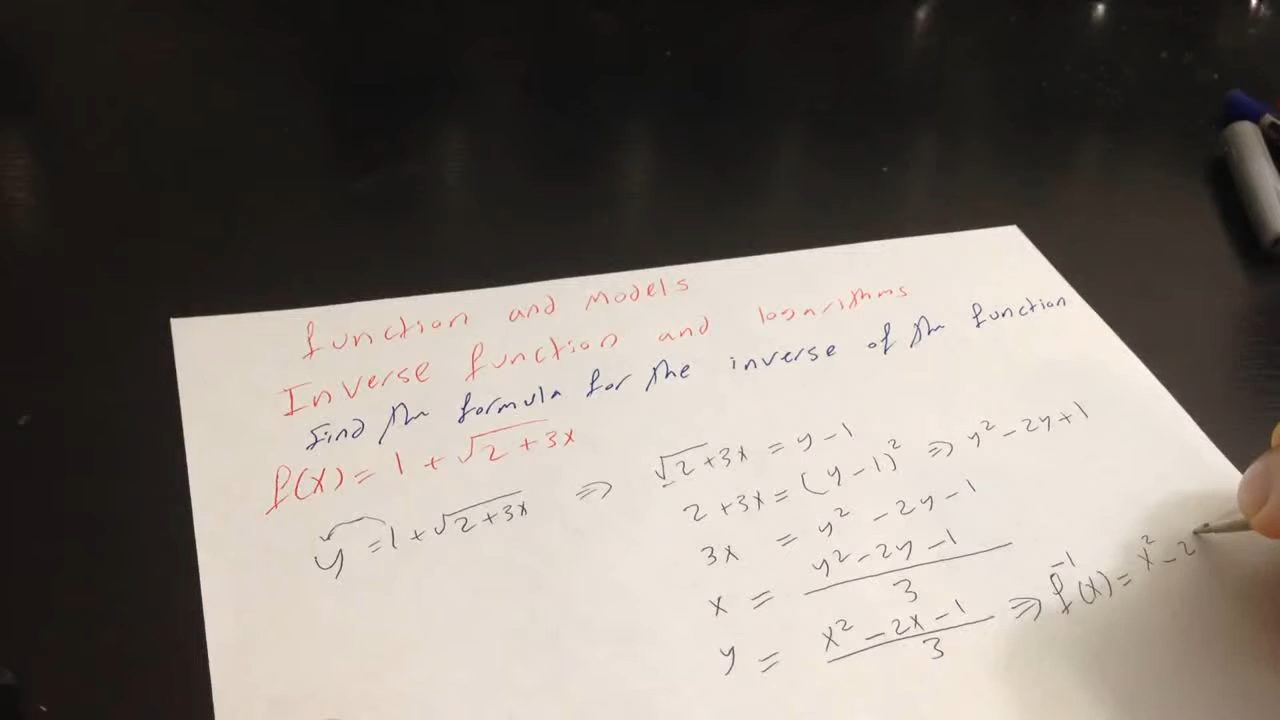 function and models
Inverse function and logarithms
find the formula for the inverse of the function
f(x) = 1 + √2 + 3x
y = 1 + √2+3x ⇒ √2+3x = y - 1
2 + 3x = (y - 1)² ⇒ y² - 2y + 1
3x = y² - 2y - 1
x = y² - 2y - 1 / 3
y = x² - 2x - 1 / 3 ⇒ f⁻¹(x) = x² - 2